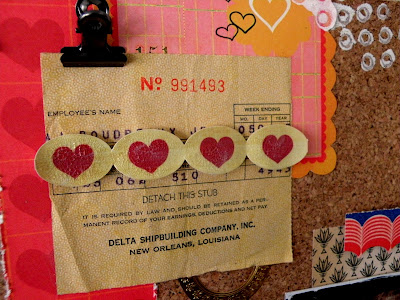 Nº 991493
EMPLOYEE'S NAME
WEEK ENDING
MO. DAY YEAR
510
DETACH THIS STUB
IT IS REQUIRED BY LAW AND SHOULD BE RETAINED AS A PER-
MANENT RECORD OF YOUR EARNINGS, DEDUCTIONS AND NET PAY
DELTA SHIPBUILDING COMPANY, INC.
NEW ORLEANS, LOUISIANA